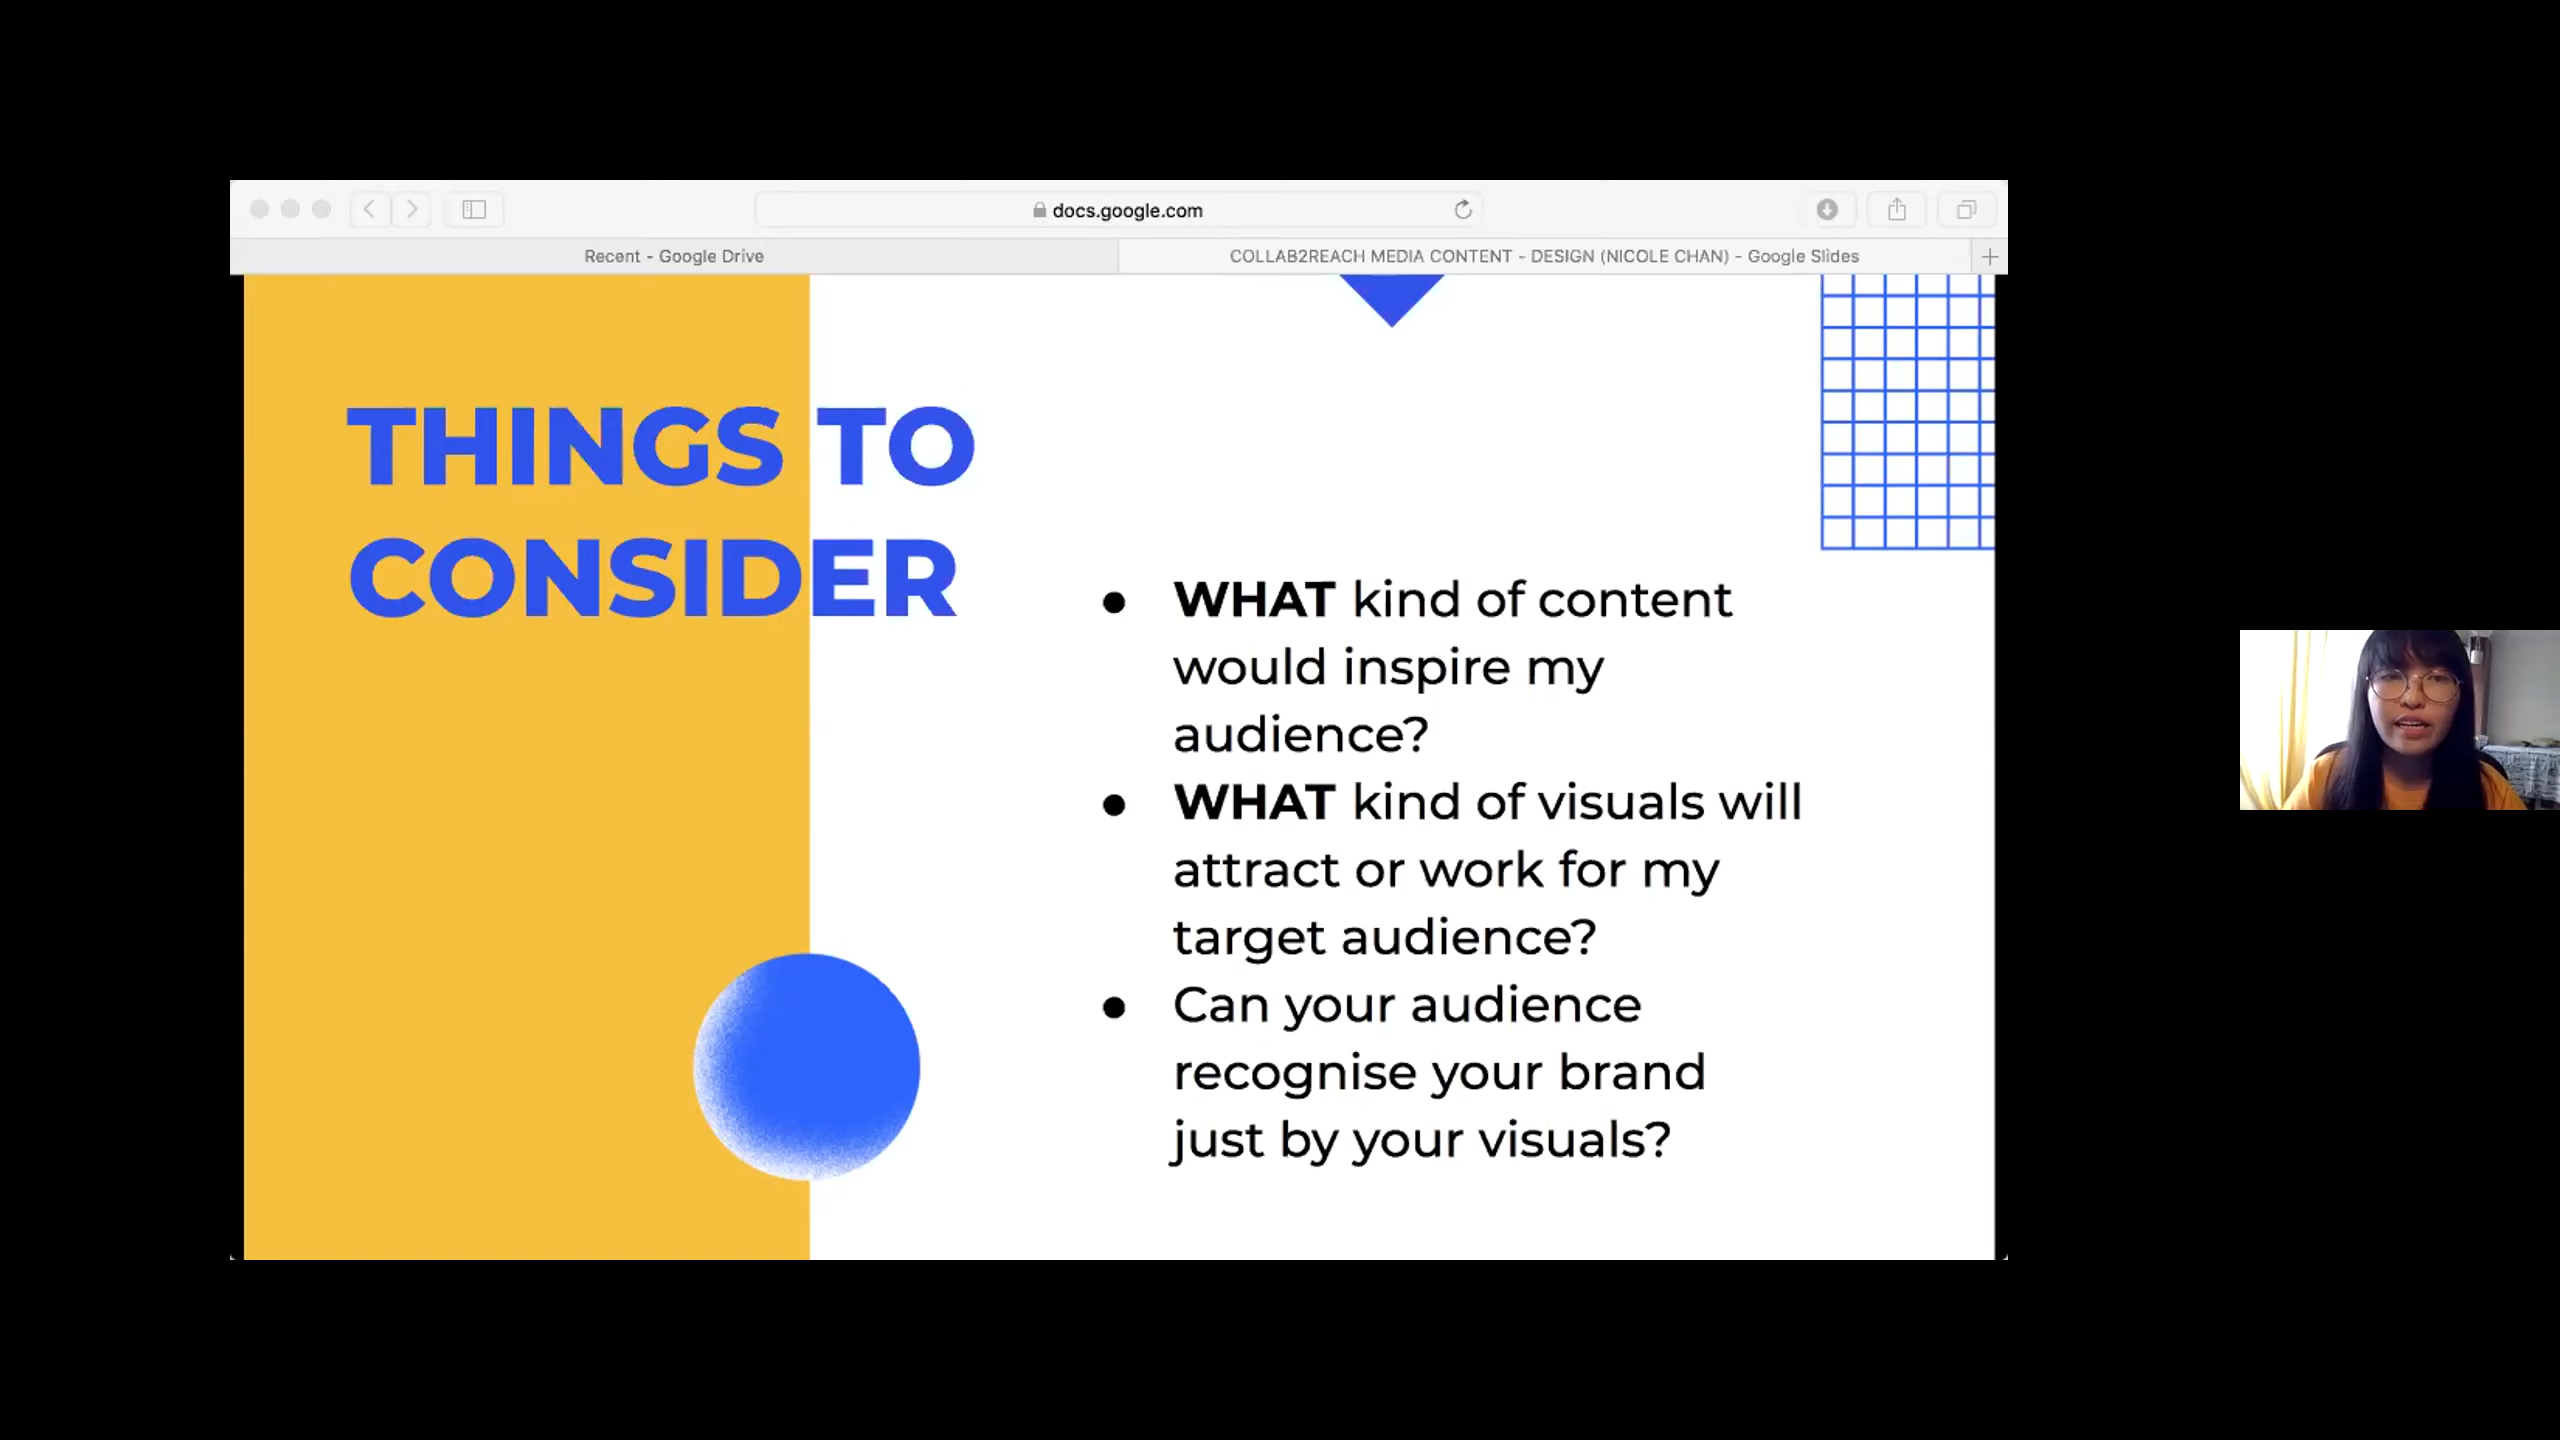 docs.google.com
Recent - Google Drive
COLLAB2REACH MEDIA CONTENT - DESIGN (NICOLE CHAN) - Google Slides
THINGS TO
CONSIDER
● WHAT kind of content
would inspire my
audience?
● WHAT kind of visuals will
attract or work for my
target audience?
● Can your audience
recognise your brand
just by your visuals?